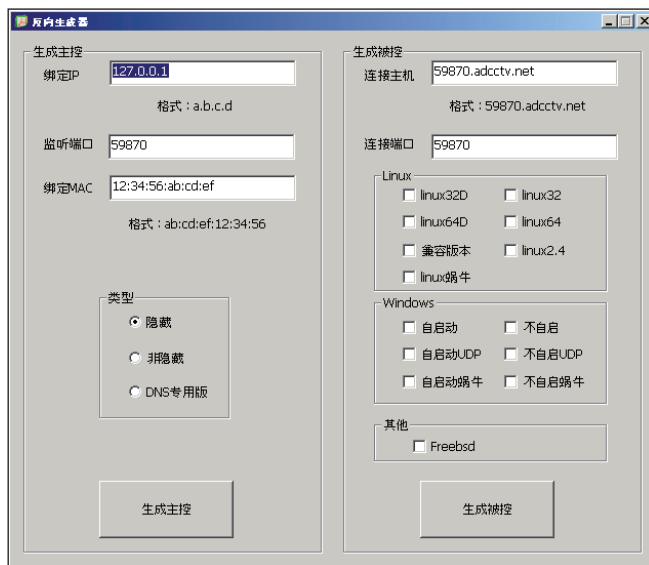 反向生成器
生成主控
绑定IP 127.0.0.1
格式：a.b.c.d
监听端口 59870
绑定MAC 12:34:56:ab:cd:ef
格式：ab:cd:ef:12:34:56
类型
隐藏
非隐藏
DNS专用版
生成主控
生成被控
连接主机 59870.adcctv.net
格式：59870.adcctv.net
连接端口 59870
Linux
linux32D linux32
linux64D linux64
兼容版本 linux2.4
linux蜗牛
Windows
自启动 不自启
自启动UDP 不自启UDP
自启动蜗牛 不自启蜗牛
其他
Freebsd
生成被控